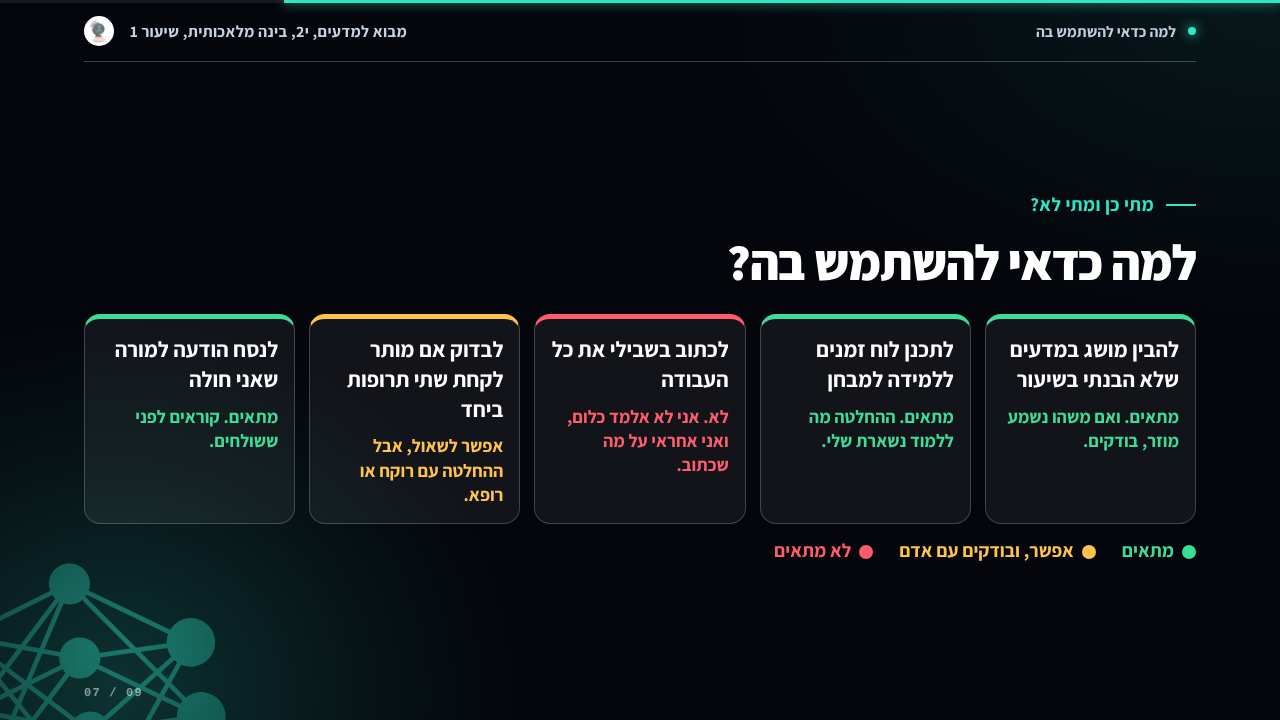 למה כדאי להשתמש בה
מבוא למדעים, י2, בינה מלאכותית, שיעור 1
מתי כן ומתי לא?
למה כדאי להשתמש בה?
להבין מושג במדעים
שלא הבנתי בשיעור
מתאים. ואם משהו נשמע
מוזר, בודקים.
לתכנן לוח זמנים
ללמידה למבחן
מתאים. ההחלטה מה
ללמוד נשארת שלי.
לכתוב בשבילי את כל
העבודה
לא. אני לא אלמד כלום,
ואני אחראי על מה
שכתוב.
לבדוק אם מותר
לקחת שתי תרופות
ביחד
אפשר לשאול, אבל
ההחלטה עם רוקח או
רופא.
לנסח הודעה למורה
שאני חולה
מתאים. קוראים לפני
ששולחים.
מתאים
אפשר, ובודקים עם אדם
לא מתאים
07 / 09